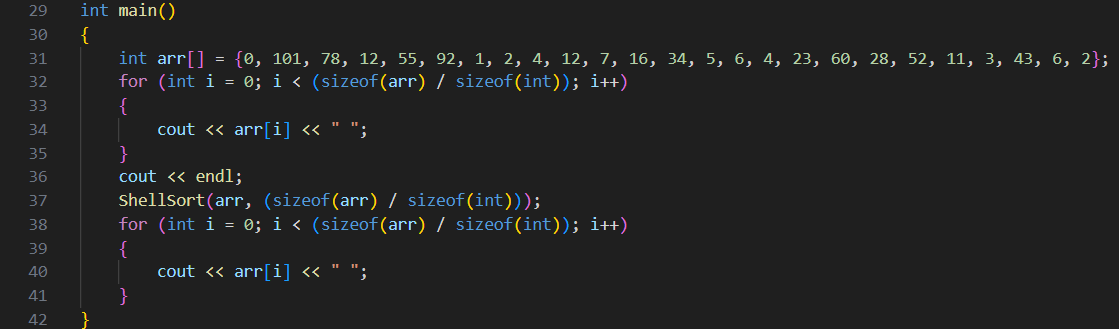 29 int main()
30 {
31 int arr[] = {0, 101, 78, 12, 55, 92, 1, 2, 4, 12, 7, 16, 34, 5, 6, 4, 23, 60, 28, 52, 11, 3, 43, 6, 2};
32 for (int i = 0; i < (sizeof(arr) / sizeof(int)); i++)
33 {
34 cout << arr[i] << " ";
35 }
36 cout << endl;
37 ShellSort(arr, (sizeof(arr) / sizeof(int)));
38 for (int i = 0; i < (sizeof(arr) / sizeof(int)); i++)
39 {
40 cout << arr[i] << " ";
41 }
42 }